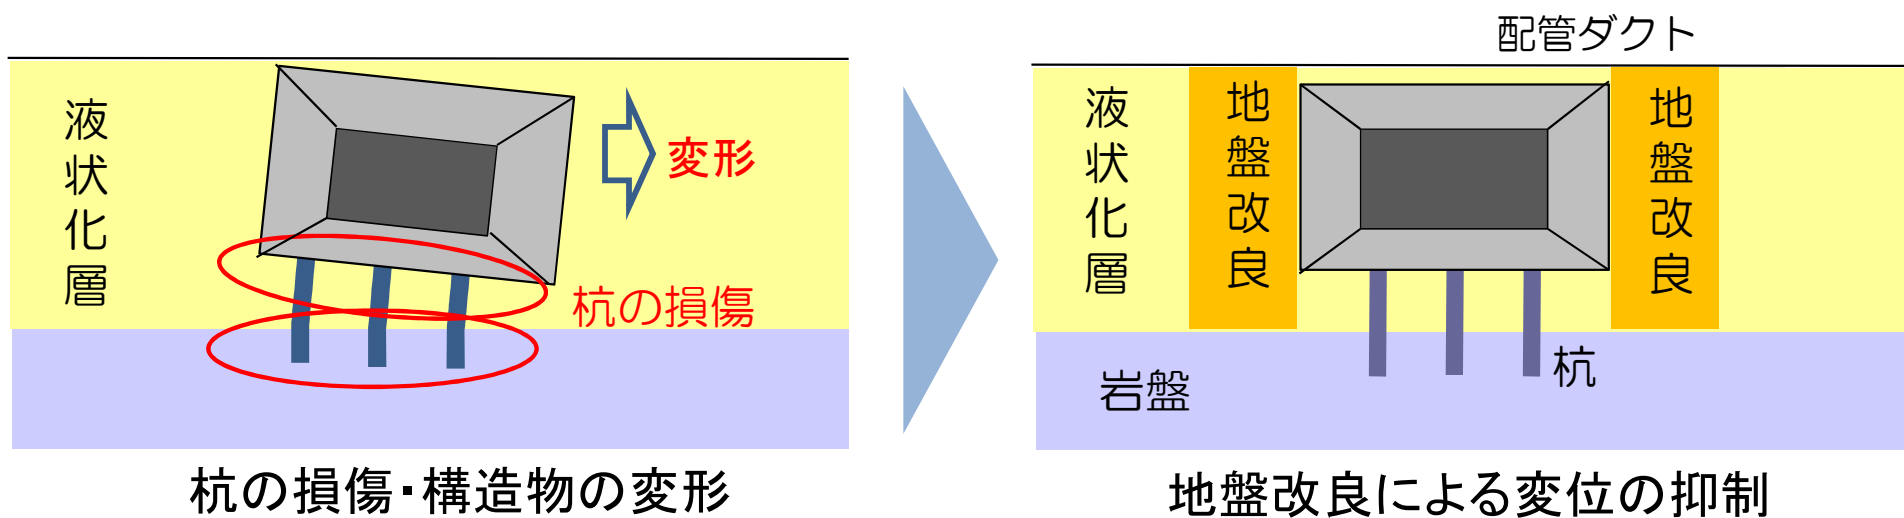 液状化層
変形
杭の損傷
杭の損傷・構造物の変形
配管ダクト
液状化層
地盤改良
地盤改良
岩盤
杭
地盤改良による変位の抑制